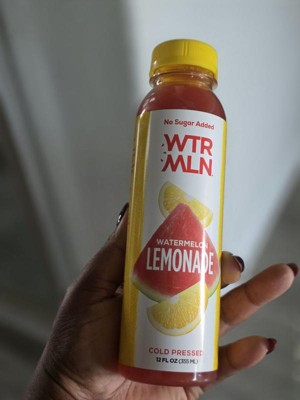 No Sugar Added
WTR
MLN
WATERMELON
LEMONADE
COLD PRESSED
12 FL OZ (355 ML)